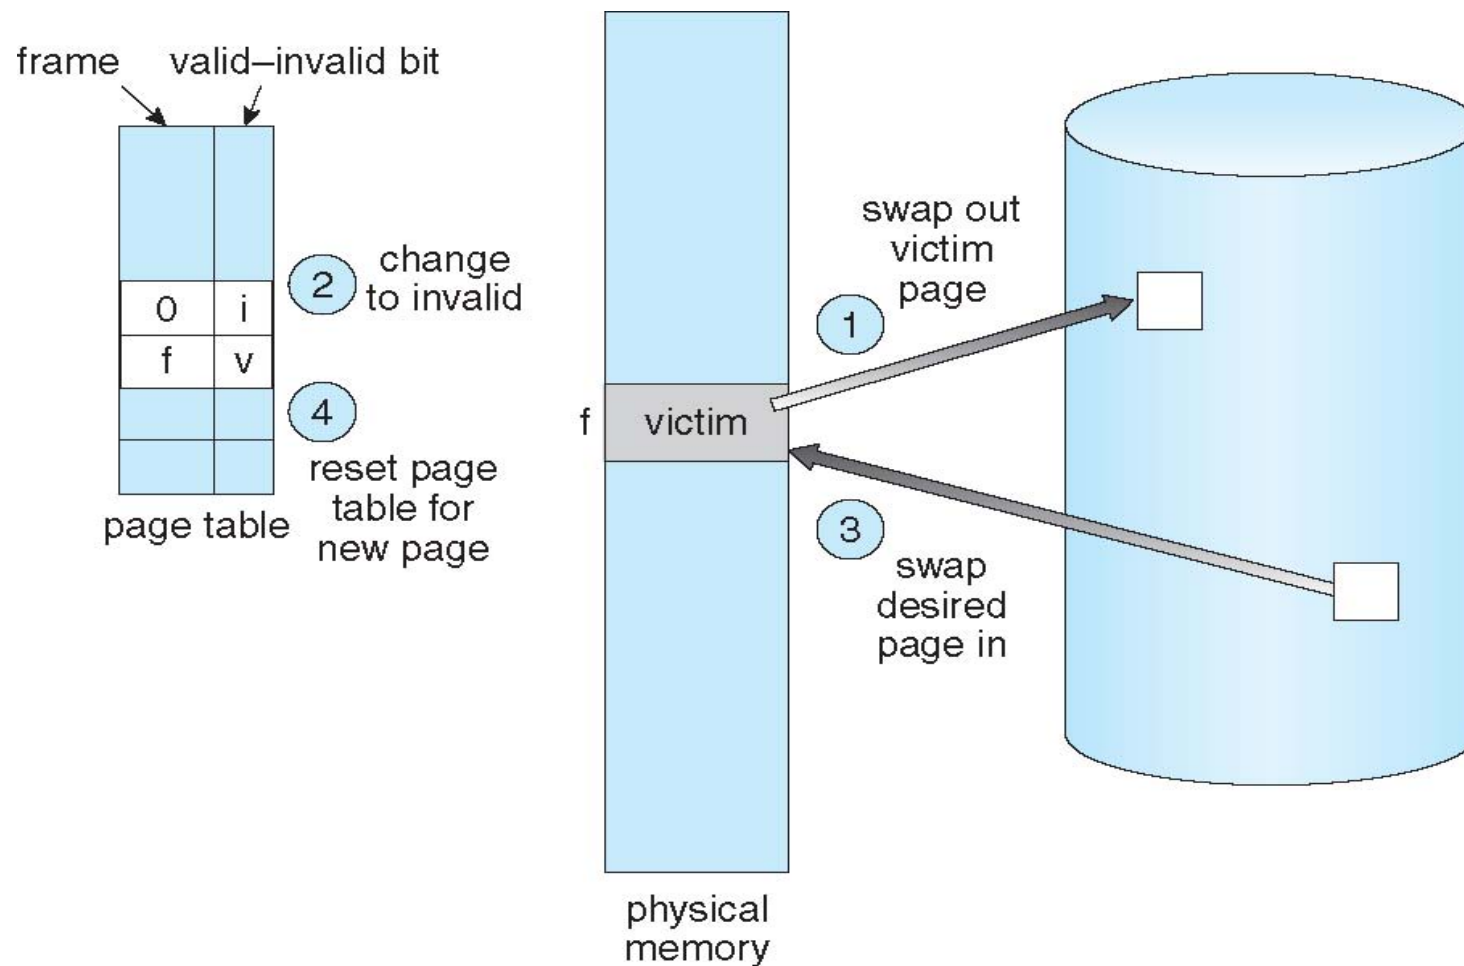 frame
valid–invalid bit
0 i
f v
page table
2
change
to invalid
4
reset page
table for
new page
f
victim
physical
memory
1
swap out
victim
page
3
swap
desired
page in